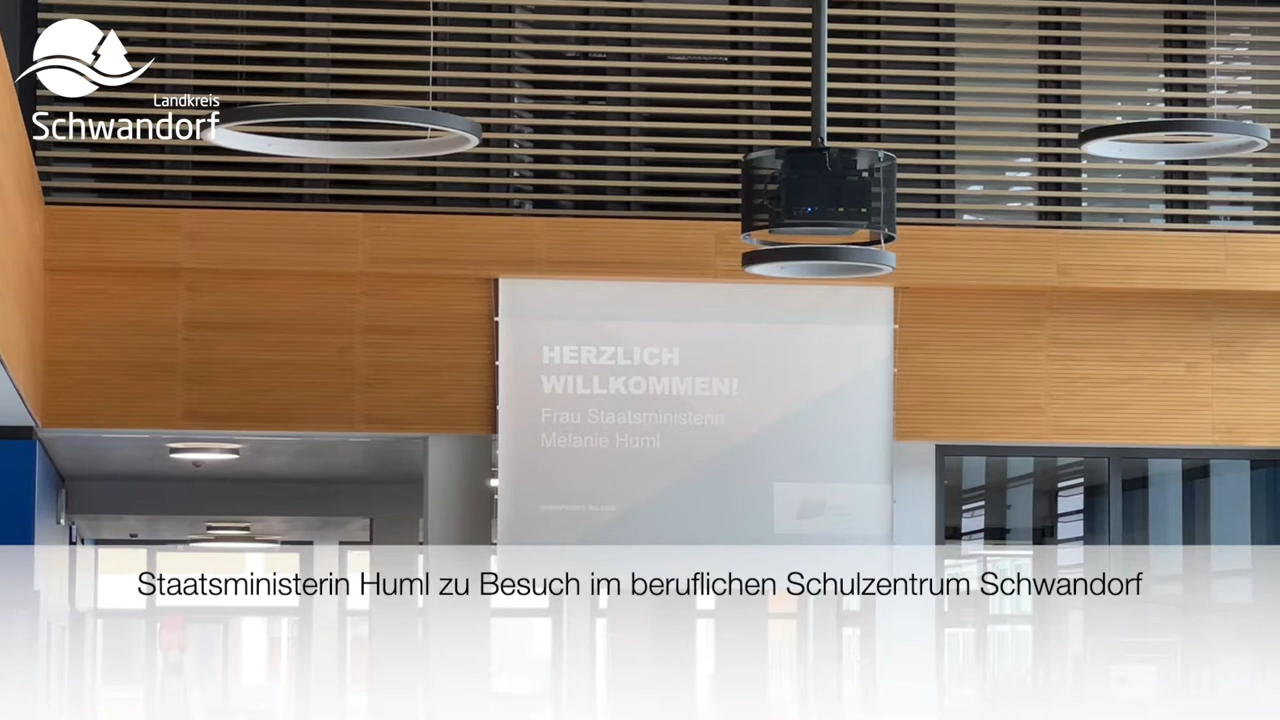 Landkreis
Schwandorf
HERZLICH
WILLKOMMEN!
Frau Staatsministerin
Melanie Huml
Staatsministerin Huml zu Besuch im beruflichen Schulzentrum Schwandorf